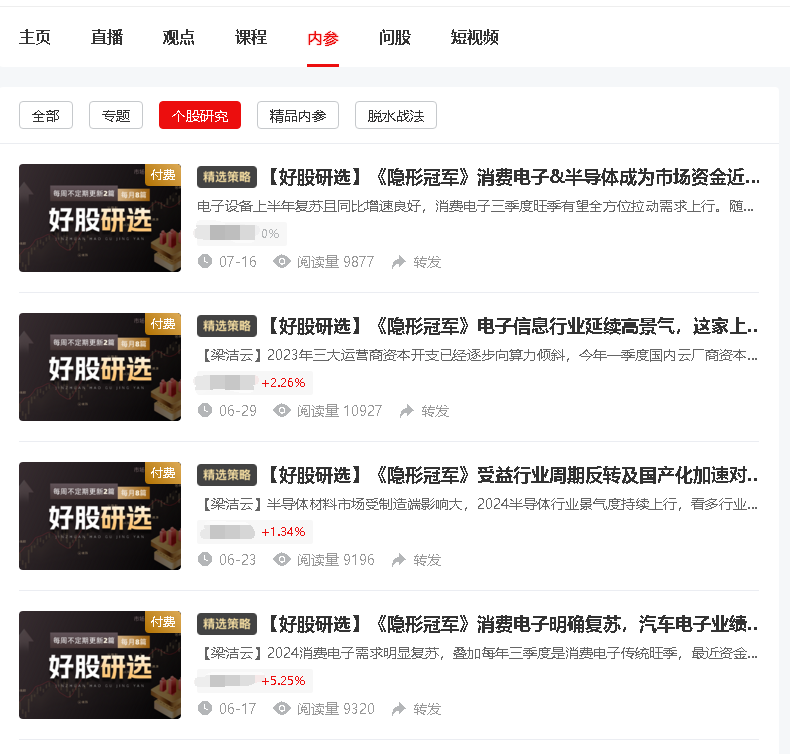 主页 直播 观点 课程 内参 问股 短视频
全部 专题 个股研究 精品内参 脱水战法
付费
每周不定期更新2篇 每月8篇
好股研选
精选策略 【好股研选】《隐形冠军》消费电子&半导体成为市场资金近...
电子设备上半年复苏且同比增速良好，消费电子三季度旺季有望全方位拉动需求上行。随...
0%
07-16 阅读量 9877 转发
付费
每周不定期更新2篇 每月8篇
好股研选
精选策略 【好股研选】《隐形冠军》电子信息行业延续高景气，这家上...
【梁洁云】2023年三大运营商资本开支已经逐步向算力倾斜，今年一季度国内云厂商资本...
+2.26%
06-29 阅读量 10927 转发
付费
每周不定期更新2篇 每月8篇
好股研选
精选策略 【好股研选】《隐形冠军》受益行业周期反转及国产化加速对...
【梁洁云】半导体材料市场受制造端影响大，2024半导体行业景气度持续上行，看多行业...
+1.34%
06-23 阅读量 9196 转发
付费
每周不定期更新2篇 每月8篇
好股研选
精选策略 【好股研选】《隐形冠军》消费电子明确复苏，汽车电子业绩...
【梁洁云】2024消费电子需求明显复苏，叠加每年三季度是消费电子传统旺季，最近资金...
+5.25%
06-17 阅读量 9320 转发